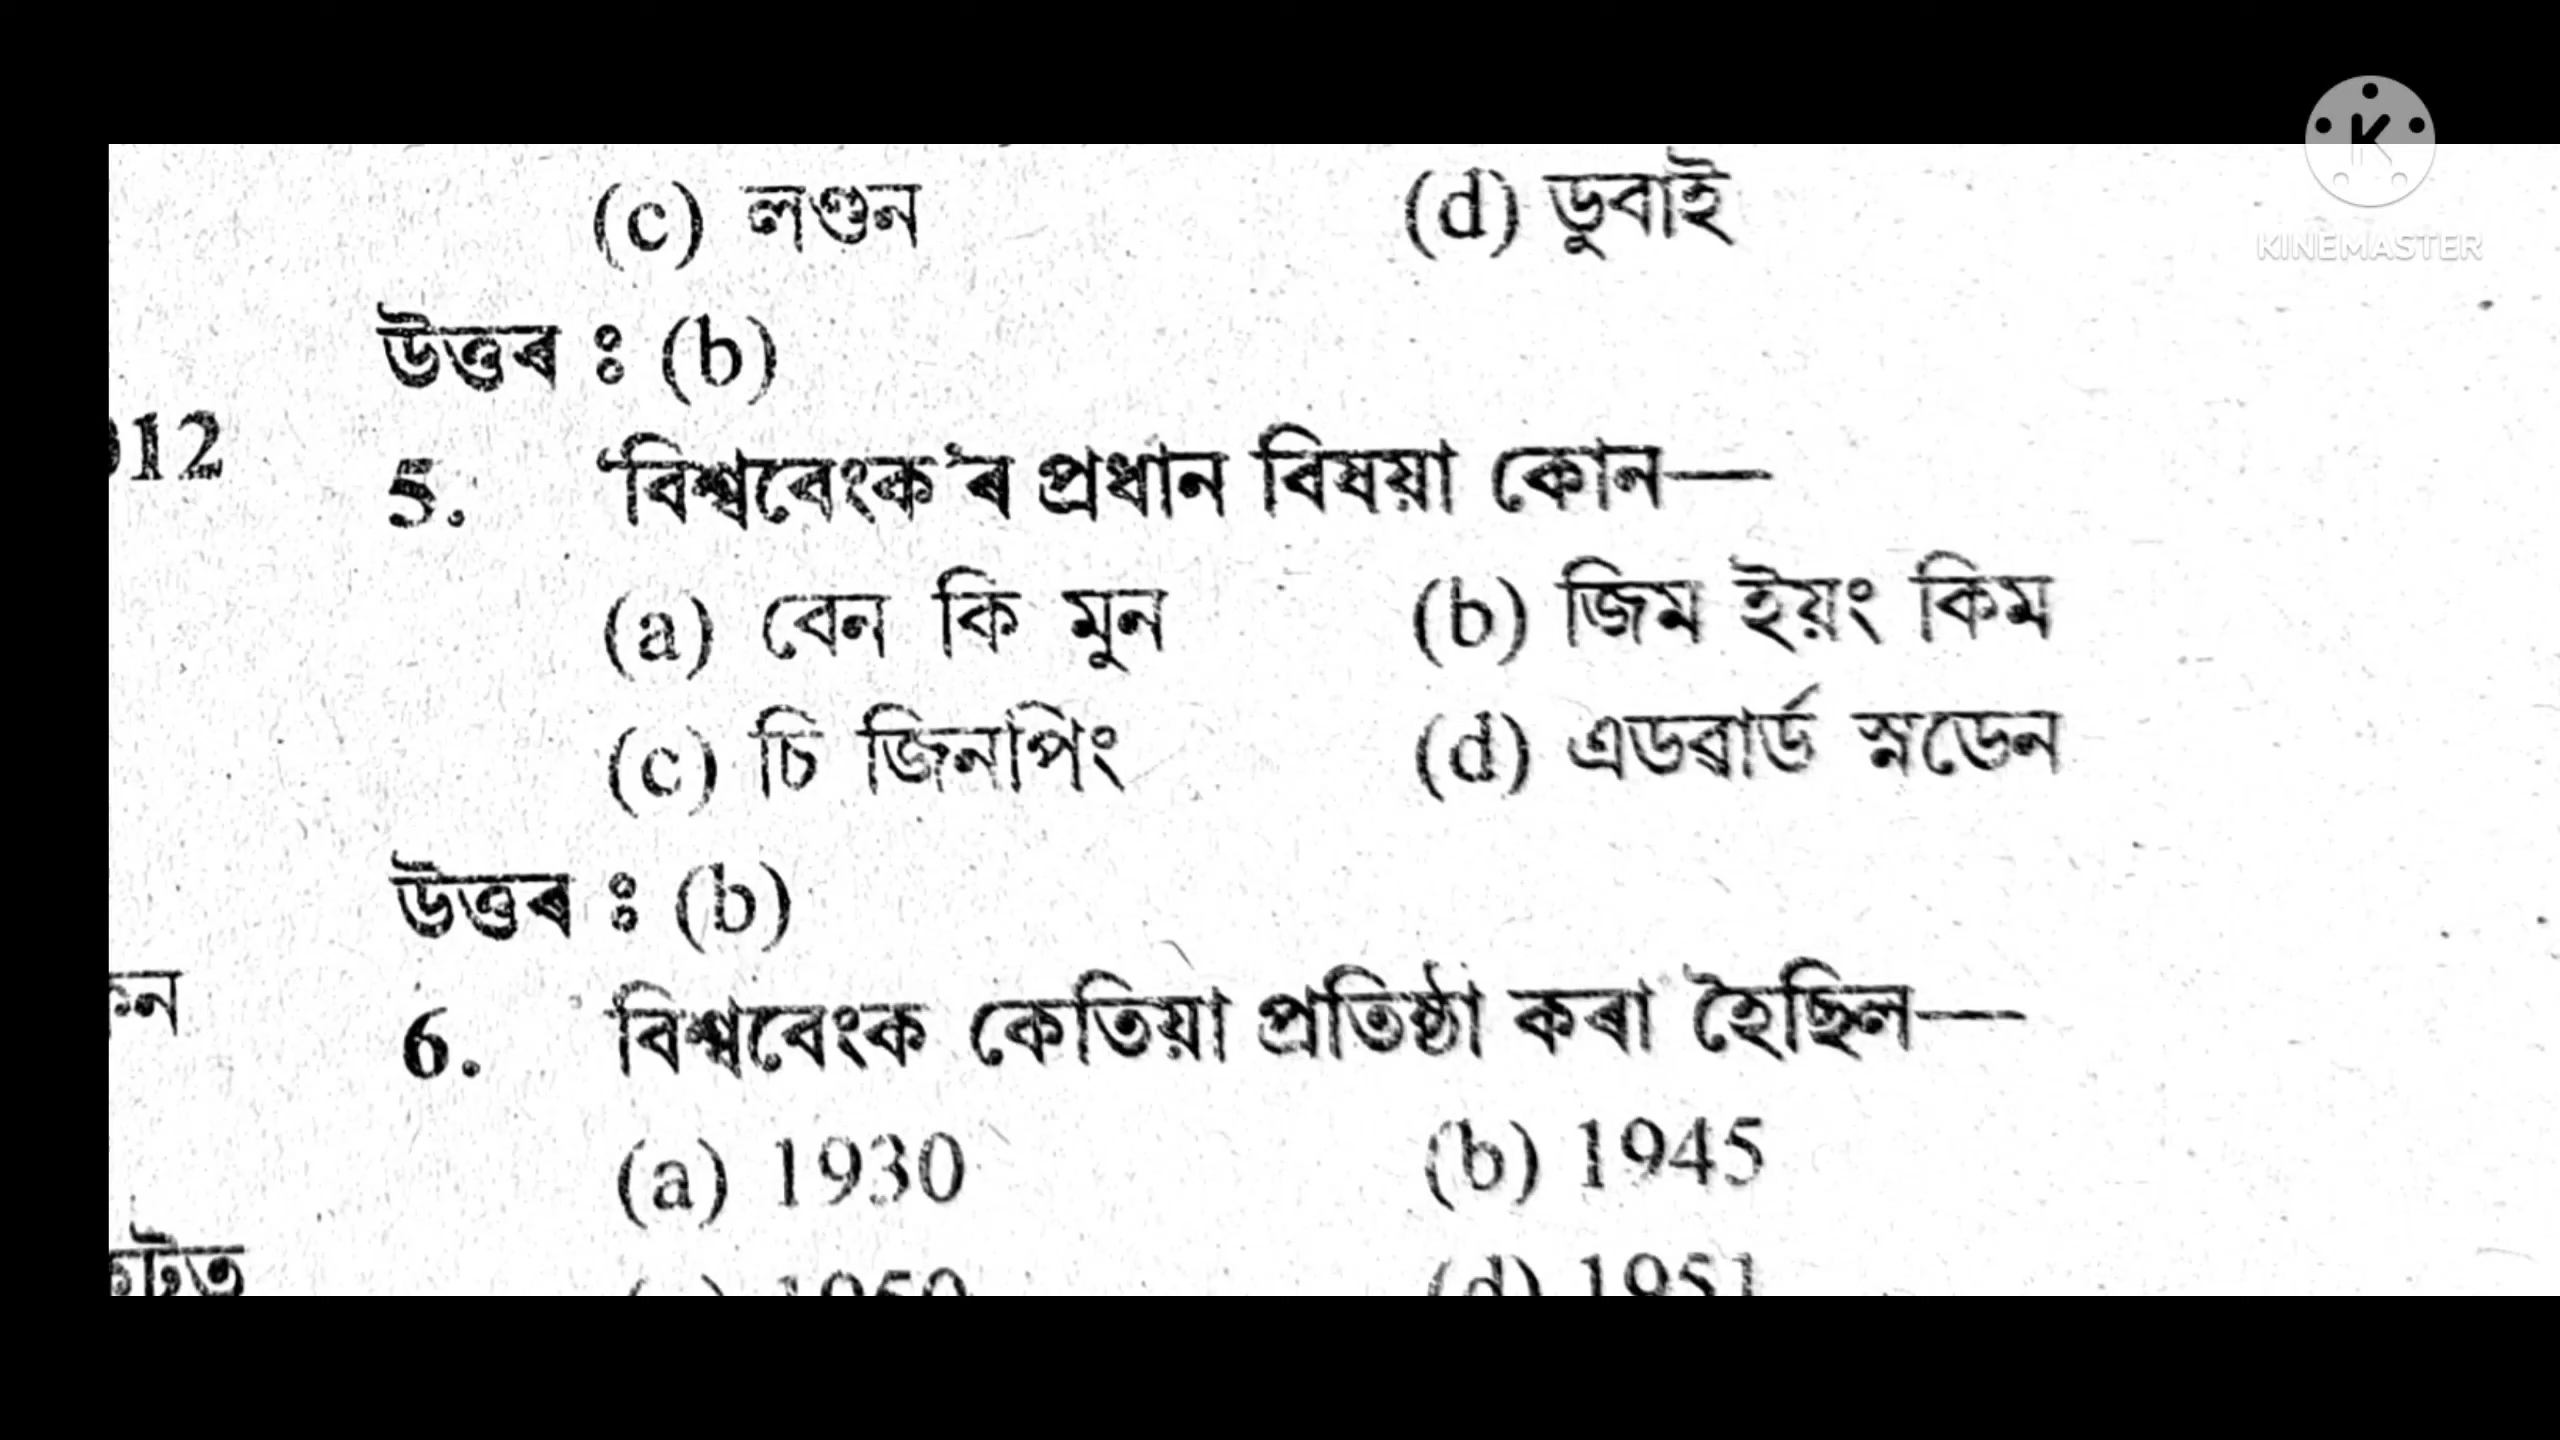 (c) লণ্ডন (d) ডুবাই
উত্তৰ ঃ (b)
12
5. ‘বিশ্ববেংক’ৰ প্ৰধান বিষয়া কোন—
(a) বেন কি মুন (b) জিম ইয়ং কিম
(c) চি জিনপিং (d) এডৱাৰ্ড স্নডেন
উত্তৰ ঃ (b)
6. বিশ্ববেংক কেতিয়া প্ৰতিষ্ঠা কৰা হৈছিল—
(a) 1930 (b) 1945
(d) 1951
KINEMASTER